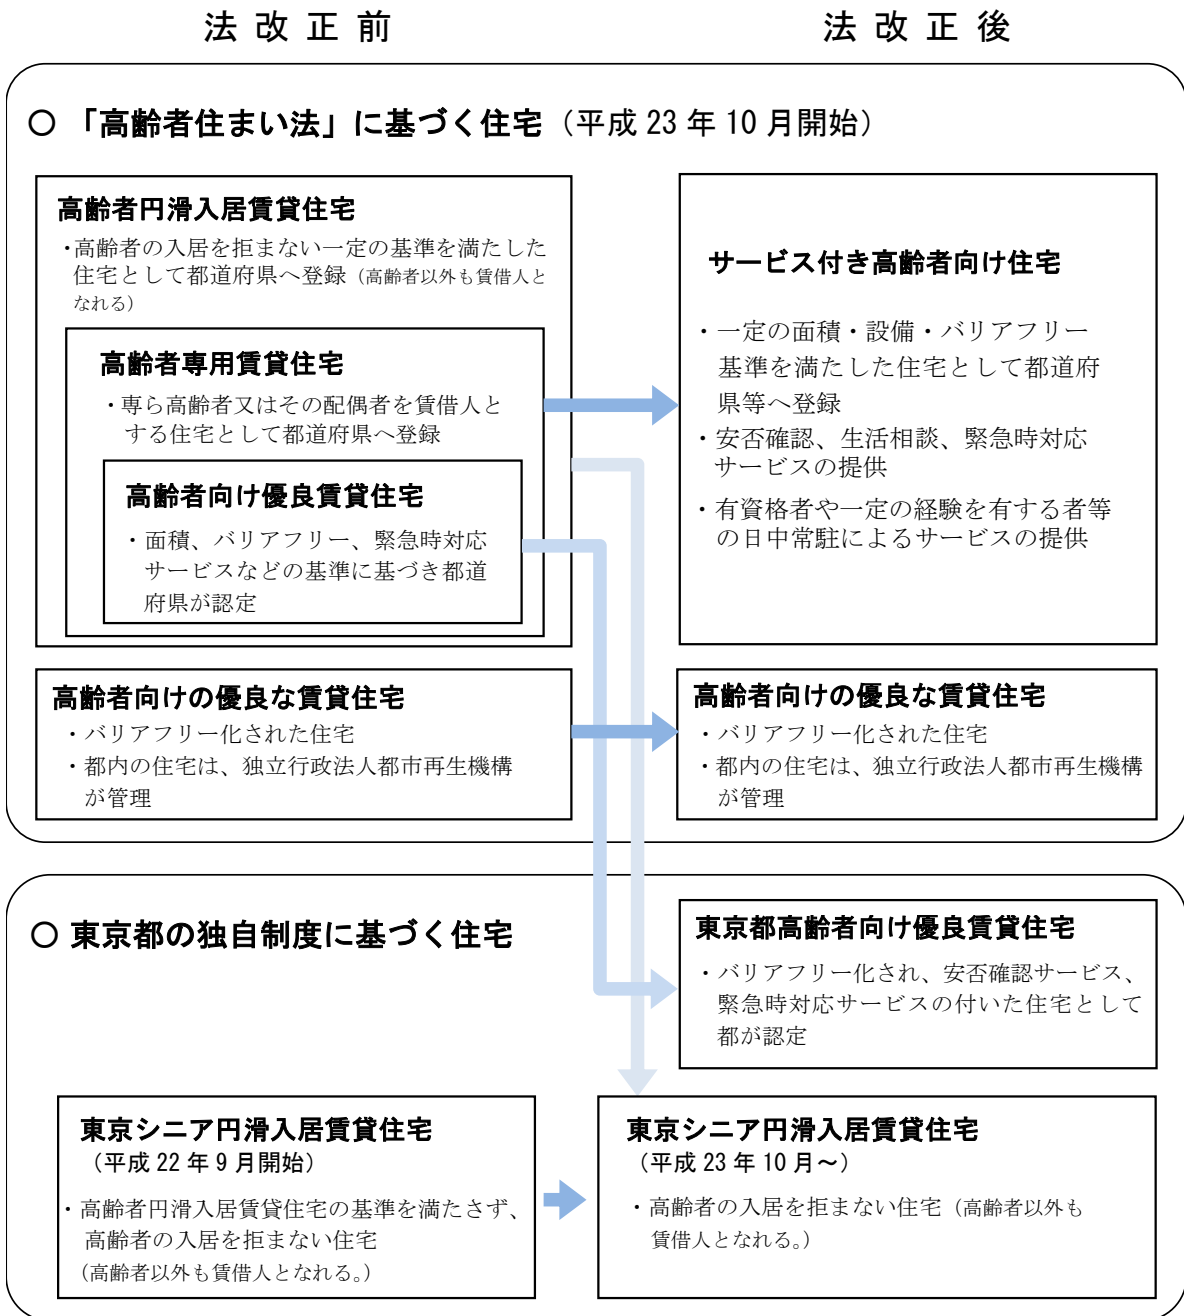 法改正前
法改正後
○ 「高齢者住まい法」に基づく住宅（平成 23 年 10 月開始）
高齢者円滑入居賃貸住宅
・高齢者の入居を拒まない一定の基準を満たした
住宅として都道府県へ登録（高齢者以外も賃借人と
なれる）
高齢者専用賃貸住宅
・専ら高齢者又はその配偶者を賃借人と
する住宅として都道府県へ登録
高齢者向け優良賃貸住宅
・面積、バリアフリー、緊急時対応
サービスなどの基準に基づき都道
府県が認定
サービス付き高齢者向け住宅
・一定の面積・設備・バリアフリー
基準を満たした住宅として都道府
県等へ登録
・安否確認、生活相談、緊急時対応
サービスの提供
・有資格者や一定の経験を有する者等
の日中常駐によるサービスの提供
高齢者向けの優良な賃貸住宅
・バリアフリー化された住宅
・都内の住宅は、独立行政法人都市再生機構
が管理
高齢者向けの優良な賃貸住宅
・バリアフリー化された住宅
・都内の住宅は、独立行政法人都市再生機構
が管理
○ 東京都の独自制度に基づく住宅
東京都高齢者向け優良賃貸住宅
・バリアフリー化され、安否確認サービス、
緊急時対応サービスの付いた住宅として
都が認定
東京シニア円滑入居賃貸住宅
（平成 22 年 9 月開始）
・高齢者円滑入居賃貸住宅の基準を満たさず、
高齢者の入居を拒まない住宅
（高齢者以外も賃借人となれる。）
東京シニア円滑入居賃貸住宅
（平成 23 年 10 月～）
・高齢者の入居を拒まない住宅（高齢者以外も
賃借人となれる。）